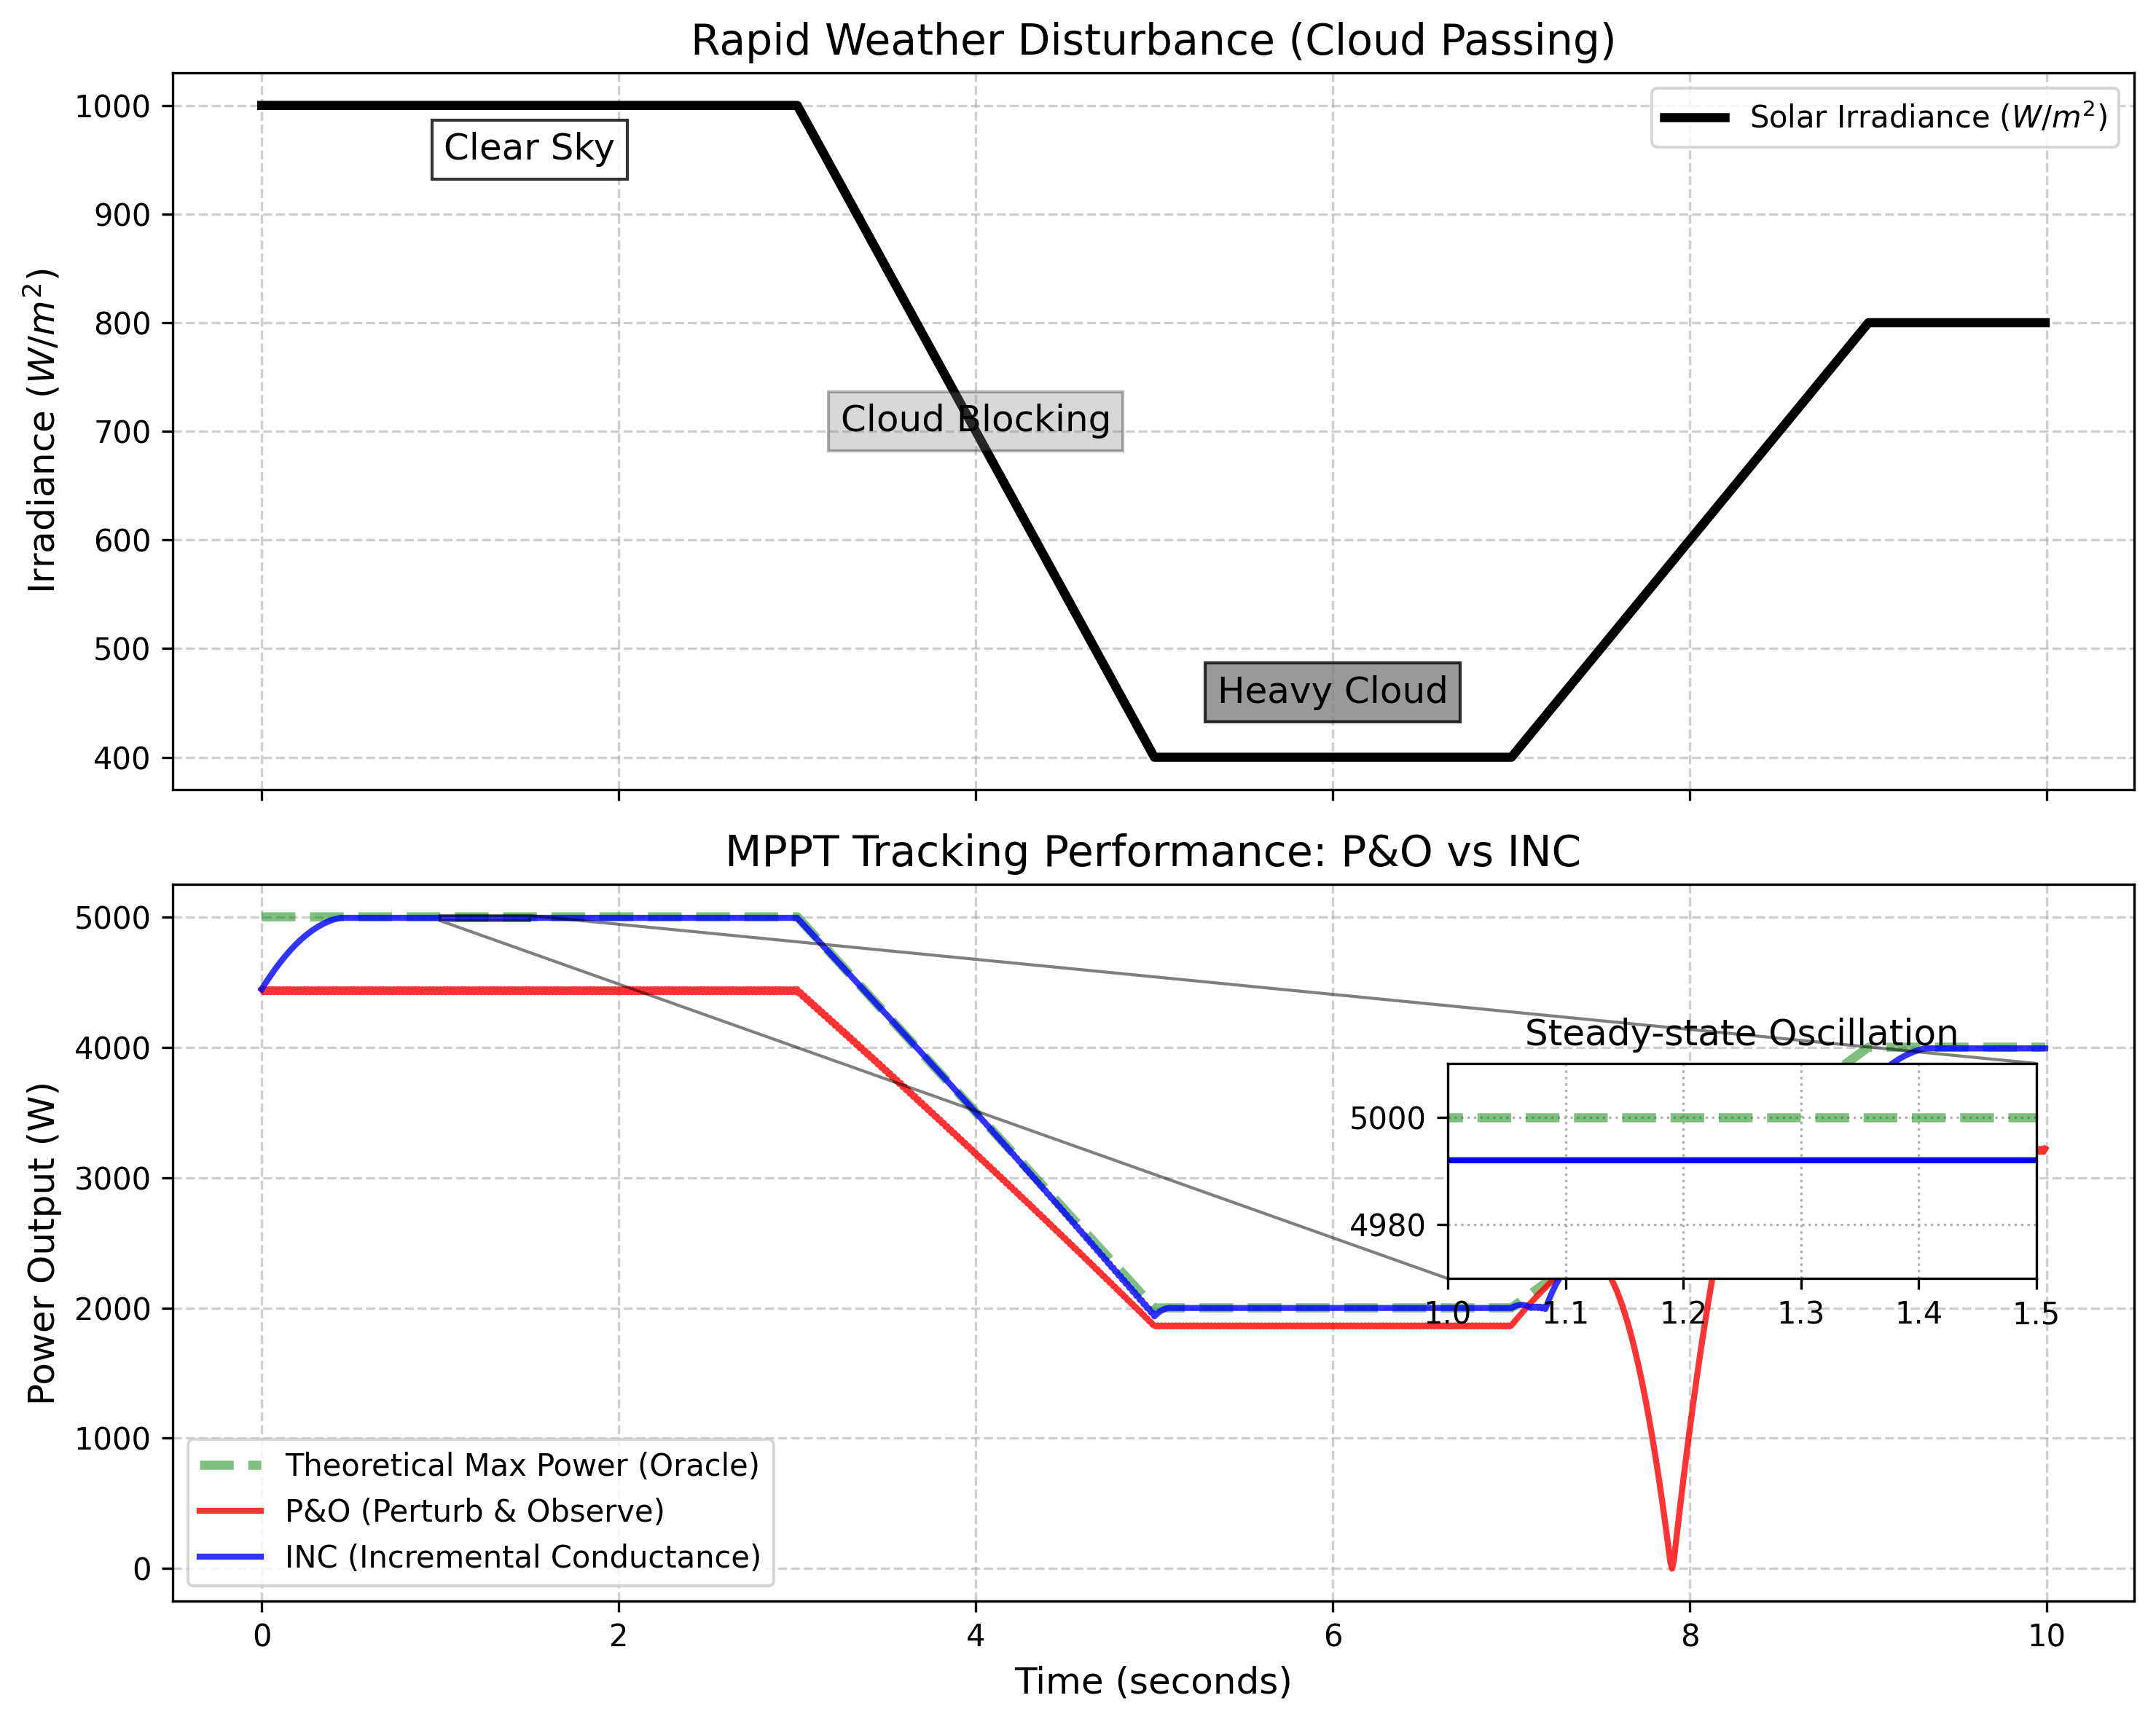 Rapid Weather Disturbance (Cloud Passing)
Irradiance (W/m²)
1000
900
800
700
600
500
400
Clear Sky
Cloud Blocking
Heavy Cloud
Solar Irradiance (W/m²)
MPPT Tracking Performance: P&O vs INC
Power Output (W)
5000
4000
3000
2000
1000
0
Steady-state Oscillation
5000
4980
1.0 1.1 1.2 1.3 1.4 1.5
Theoretical Max Power (Oracle)
P&O (Perturb & Observe)
INC (Incremental Conductance)
0 2 4 6 8 10
Time (seconds)